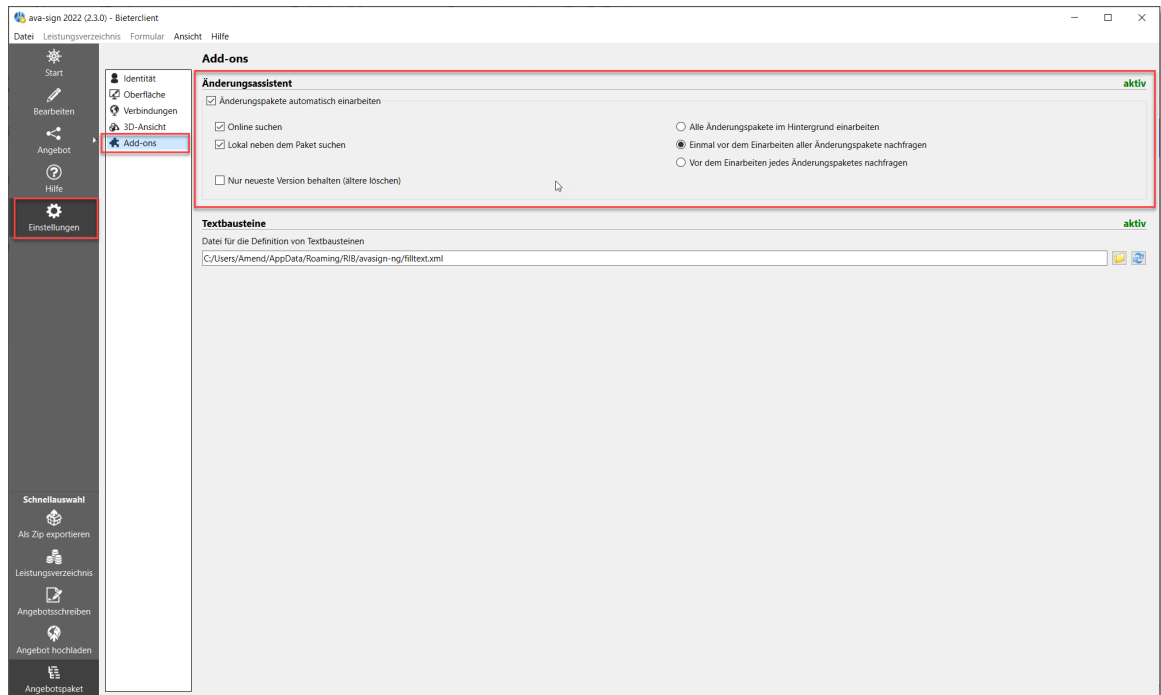 ava-sign 2022 (2.3.0) - Bieterclient
Datei Leistungsverzeichnis Formular Ansicht Hilfe
Start
Bearbeiten
Angebot
Hilfe
Einstellungen
Schnellauswahl
Als Zip exportieren
Leistungsverzeichnis
Angebotsschreiben
Angebot hochladen
Angebotspaket
Identität
Oberfläche
Verbindungen
3D-Ansicht
Add-ons
Add-ons
Änderungsassistent aktiv
Änderungspakete automatisch einarbeiten
Online suchen
Lokal neben dem Paket suchen
Nur neueste Version behalten (ältere löschen)
Alle Änderungspakete im Hintergrund einarbeiten
Einmal vor dem Einarbeiten aller Änderungspakete nachfragen
Vor dem Einarbeiten jedes Änderungspaketes nachfragen
Textbausteine aktiv
Datei für die Definition von Textbausteinen
C:/Users/Amend/AppData/Roaming/RIB/avasign-ng/filltext.xml